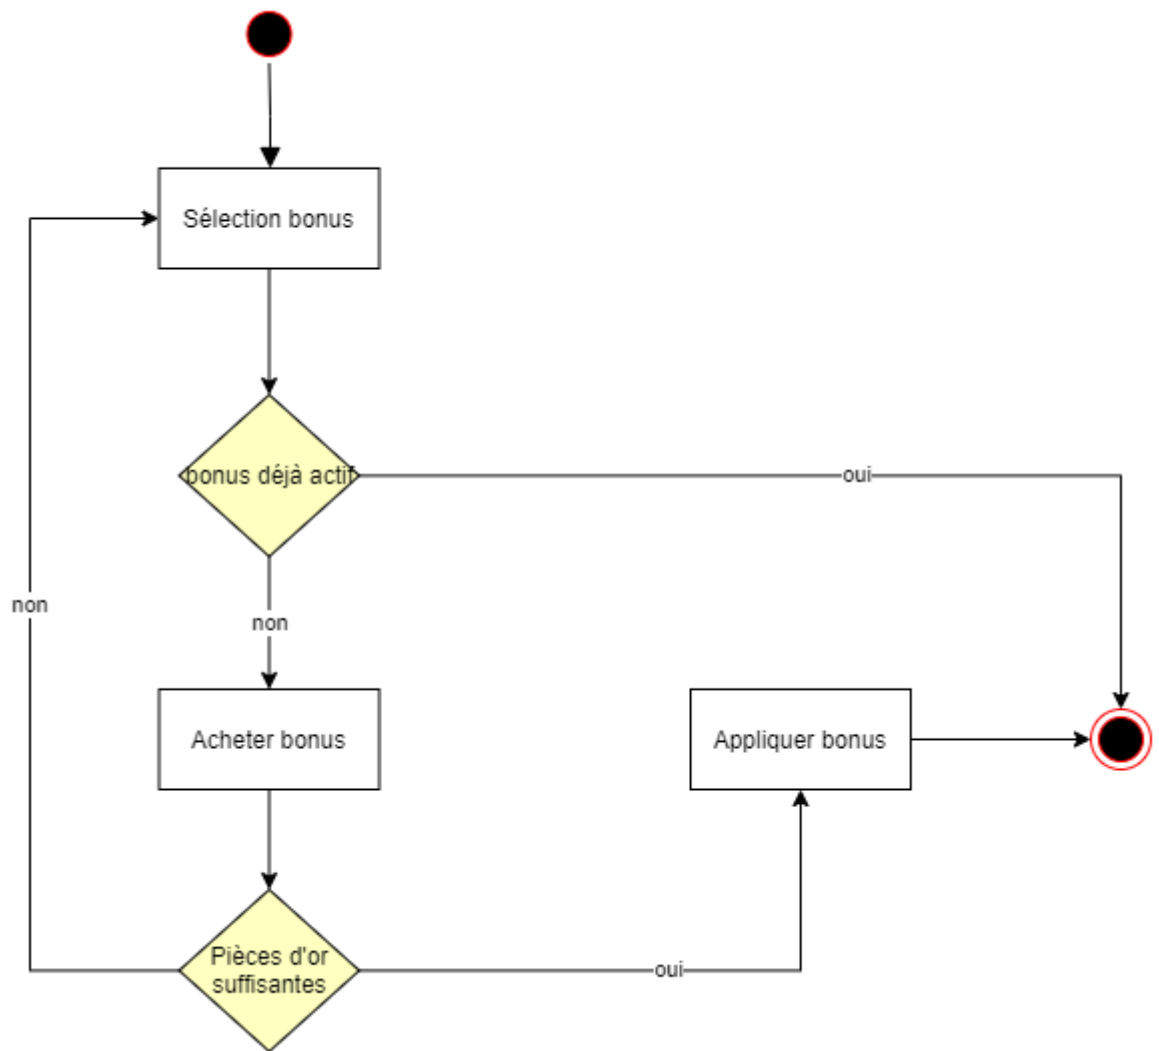 Sélection bonus
bonus déjà actif
oui
non
non
Acheter bonus
Appliquer bonus
Pièces d'or
suffisantes
oui